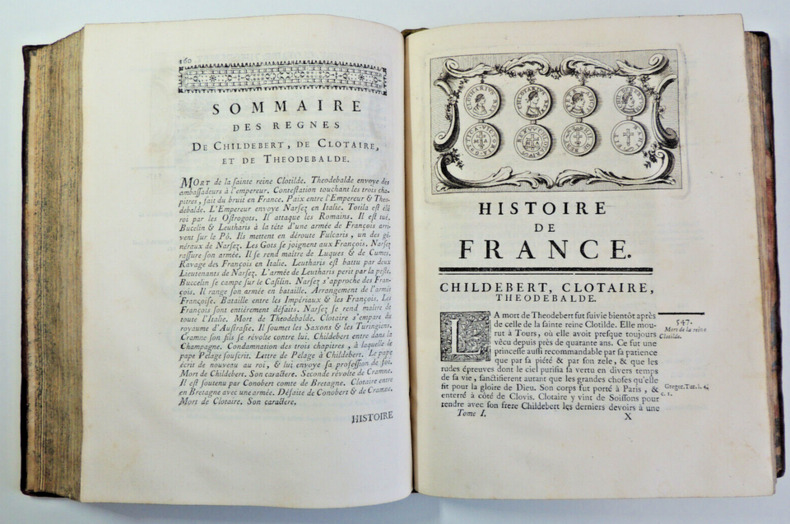 160
SOMMAIRE
DES REGNES
DE CHILDEBERT, DE CLOTAIRE,
ET DE THEODEBALDE.
MORT de la sainte reine Clotilde. Theodebalde envoye des
ambassadeurs à l'empereur. Contestation touchant les trois cha-
pitres, fait du bruit en France. Paix entre l'Empereur & Theo-
debalde. L'Empereur envoye Narsez en Italie. Totila est élû
roi par les Ostrogots. Il attaque les Romains. Il est tué.
Bucelin & Leutharis à la tête d'une armée de François arri-
vent sur le Pô. Ils mettent en déroute Fulcaris, un des gé-
neraux de Narsez. Les Gots se joignent aux François. Narsez
rassure son armée. Il se rend maître de Luques & de Cumes.
Ravage des François en Italie. Leutharis est battu par deux
Lieutenants de Narsez. L'armée de Leutharis perit par la peste.
Buccelin se campe sur le Casilin. Narsez s'approche des Fran-
çois. Il range son armée en bataille. Arrangement de l'armée
Françoise. Bataille entre les Impériaux & les François. Les
François sont entierement défaits. Narsez se rend maître de
toute l'Italie. Mort de Theodebalde. Clotaire s'empare du
royaume d'Austrasie. Il soumet les Saxons & les Turingiens.
Cramne son fils se révolte contre lui. Childebert entre dans la
Champagne. Condamnation des trois chapitres, à laquelle le
pape Pelage souscrit. Lettre de Pelage à Childebert. Le pape
écrit de nouveau au roi, & lui envoye sa profession de foi.
Mort de Childebert. Son caractere. Seconde révolte de Cramne.
Il est soutenu par Conobert comte de Bretagne. Clotaire entre
en Bretagne avec une armée. Défaite de Conobert & de Cramne.
Mort de Clotaire. Son caractere.
HISTOIRE
HISTOIRE
DE
FRANCE.
CHILDEBERT, CLOTAIRE,
THEODEBALDE.
LA mort de Theodebert fut suivie bientôt après
de celle de la sainte reine Clotilde. Elle mou-
rut à Tours, où elle avoit presque toujours
vêcu depuis près de quarante ans. Ce fut une
princesse aussi recommandable par sa patience
que par sa piété & par son zele, & que les
rudes épreuves dont le ciel purifia sa vertu en divers temps
de sa vie, sanctifierent autant que les grandes choses qu'elle
fit pour la gloire de Dieu. Son corps fut porté à Paris, &
enterré à côté de Clovis. Clotaire y vint de Soissons pour
rendre avec son frere Childebert les derniers devoirs à une
Tome I.
X
547.
Mort de la reine
Clotilde.
Gregor. Tur. l. 4.
c. 1.